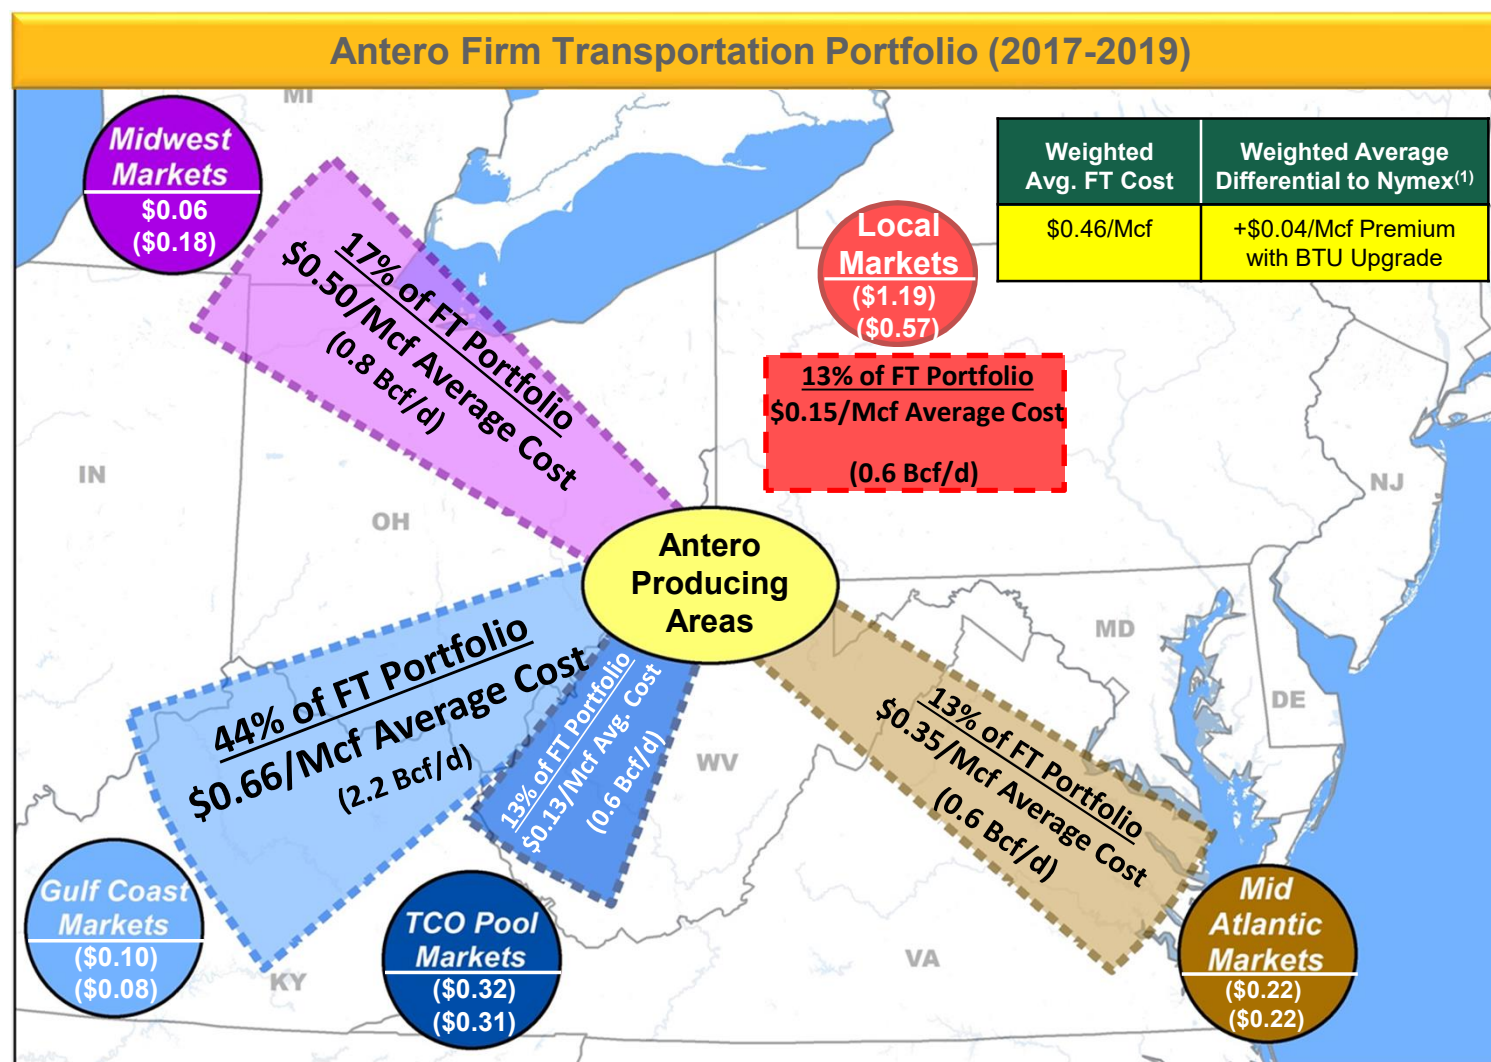 Antero Firm Transportation Portfolio (2017-2019)
MI
Midwest
Markets
$0.06
($0.18)
Weighted
Avg. FT Cost
Weighted Average
Differential to Nymex(1)
$0.46/Mcf
+$0.04/Mcf Premium
with BTU Upgrade
Local
Markets
($1.19)
($0.57)
17% of FT Portfolio
$0.50/Mcf Average Cost
(0.8 Bcf/d)
13% of FT Portfolio
$0.15/Mcf Average Cost
(0.6 Bcf/d)
IN
OH
NJ
Antero
Producing
Areas
MD
DE
WV
44% of FT Portfolio
$0.66/Mcf Average Cost
(2.2 Bcf/d)
13% of FT Portfolio
$0.13/Mcf Avg. Cost
(0.6 Bcf/d)
13% of FT Portfolio
$0.35/Mcf Average Cost
(0.6 Bcf/d)
Gulf Coast
Markets
($0.10)
($0.08)
KY
TCO Pool
Markets
($0.32)
($0.31)
VA
Mid
Atlantic
Markets
($0.22)
($0.22)